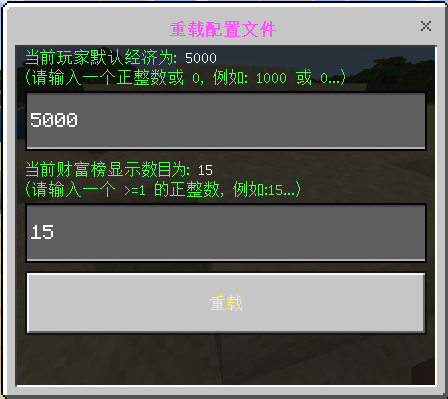 重载配置文件
当前玩家默认经济为: 5000
(请输入一个正整数或 0, 例如: 1000 或 0...)
5000
当前财富榜显示数目为: 15
(请输入一个 >=1 的正整数, 例如:15...)
15
重载